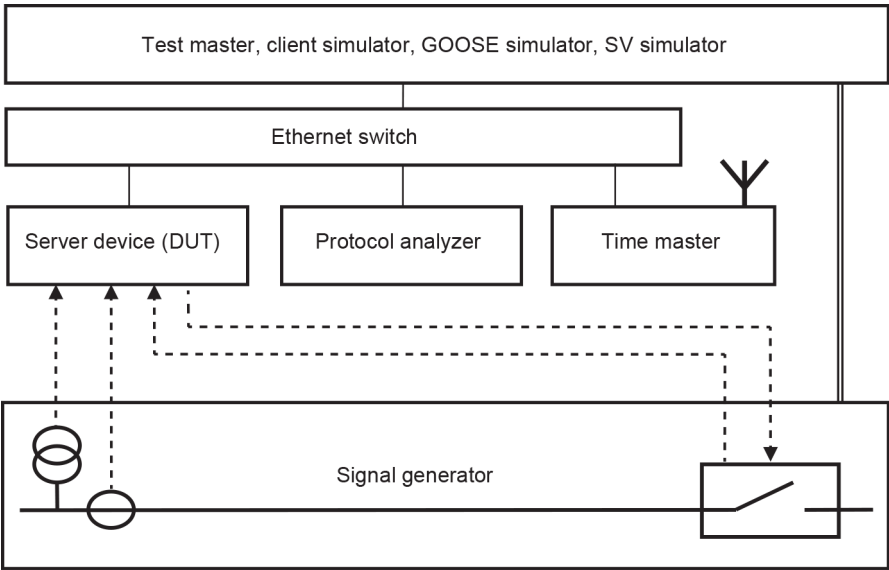 Test master, client simulator, GOOSE simulator, SV simulator
Ethernet switch
Server device (DUT)
Protocol analyzer
Time master
Signal generator